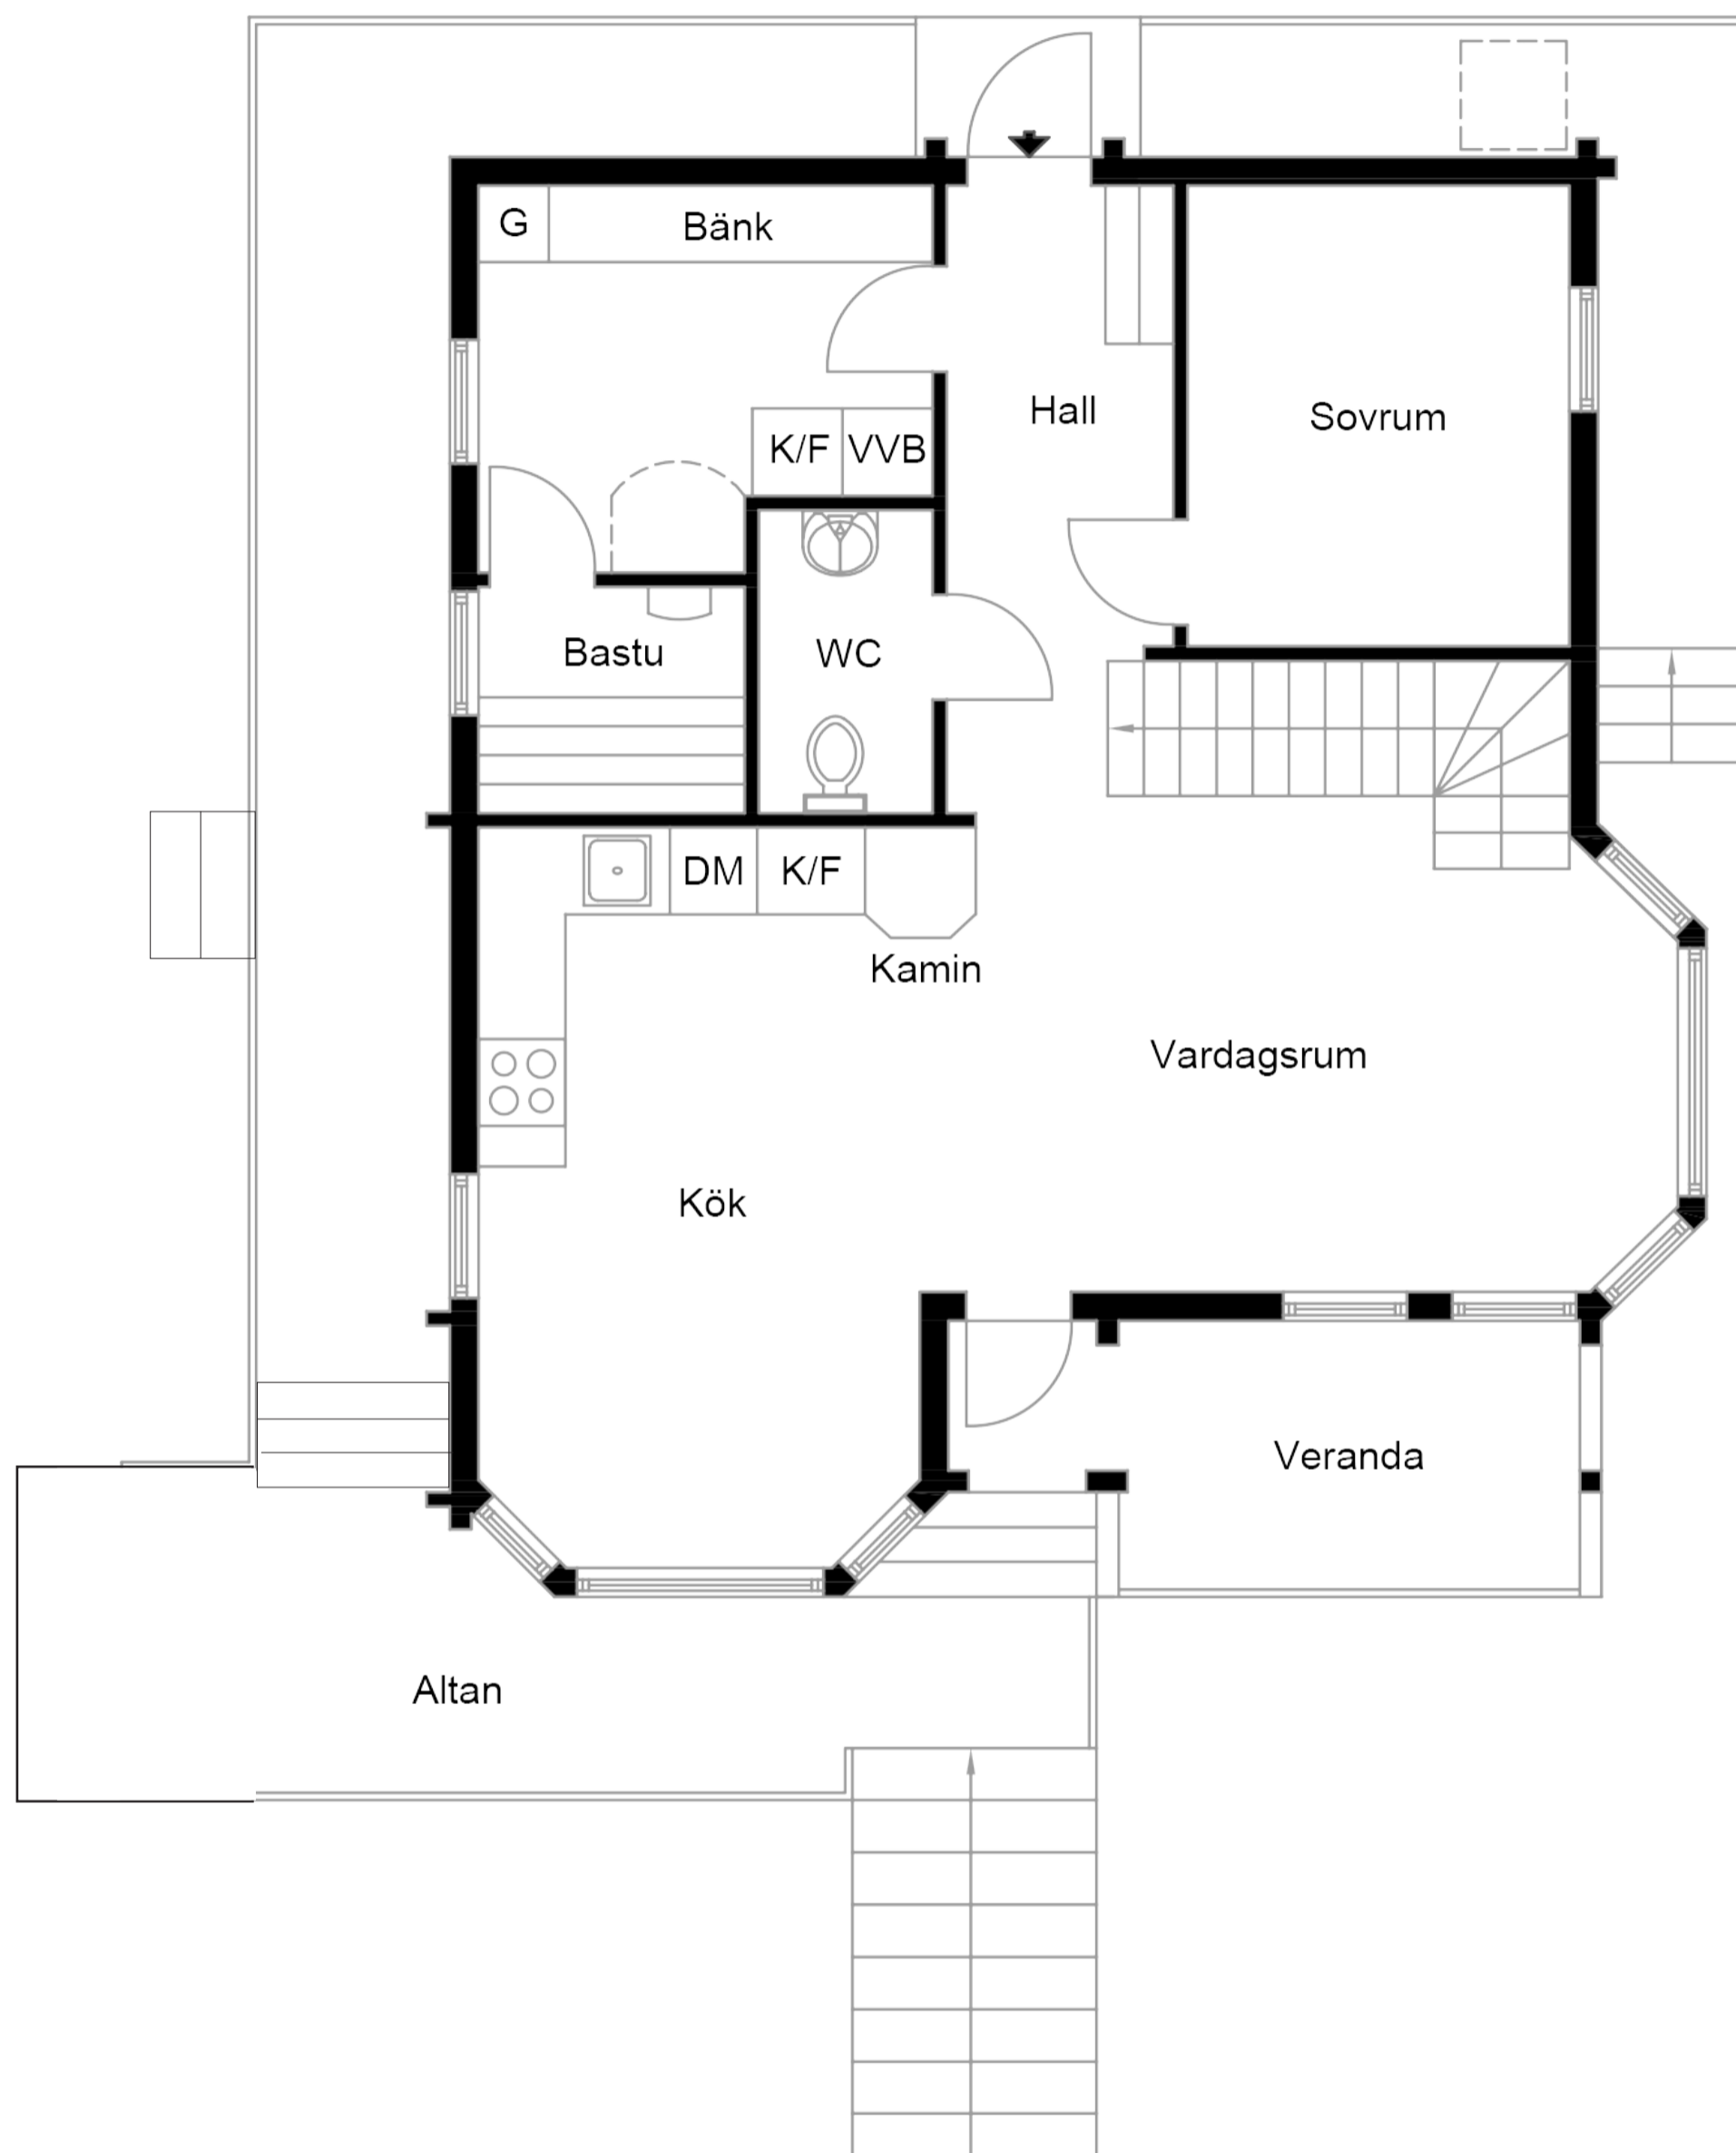 G
Bänk
Hall
Sovrum
K/F
VVB
Bastu
WC
DM
K/F
Kamin
Vardagsrum
Kök
Veranda
Altan